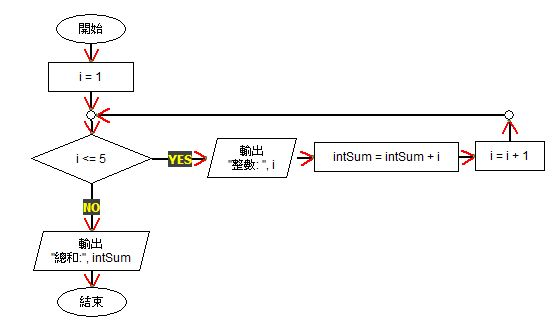 開始
i = 1
i <= 5
YES
輸出
"整數: ", i
intSum = intSum + i
i = i + 1
NO
輸出
"總和:", intSum
結束